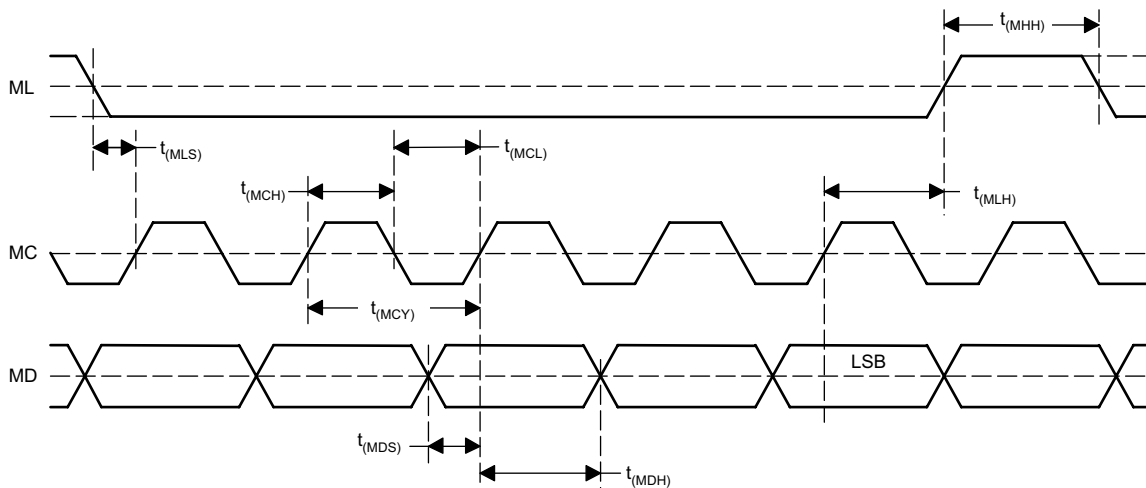 t(MHH)
ML
t(MLS)
t(MCL)
t(MCH)
t(MLH)
MC
t(MCY)
LSB
MD
t(MDS)
t(MDH)